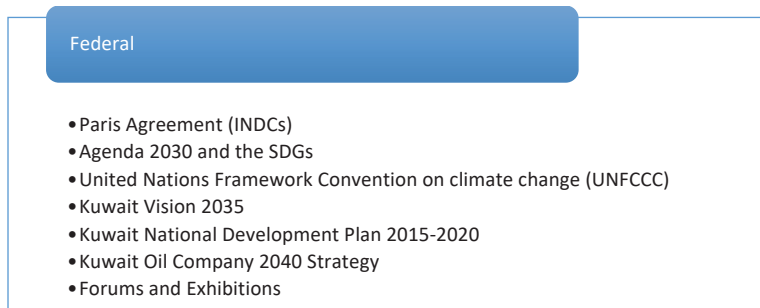 Federal
•Paris Agreement (INDCs)
•Agenda 2030 and the SDGs
•United Nations Framework Convention on climate change (UNFCCC)
•Kuwait Vision 2035
•Kuwait National Development Plan 2015-2020
•Kuwait Oil Company 2040 Strategy
•Forums and Exhibitions